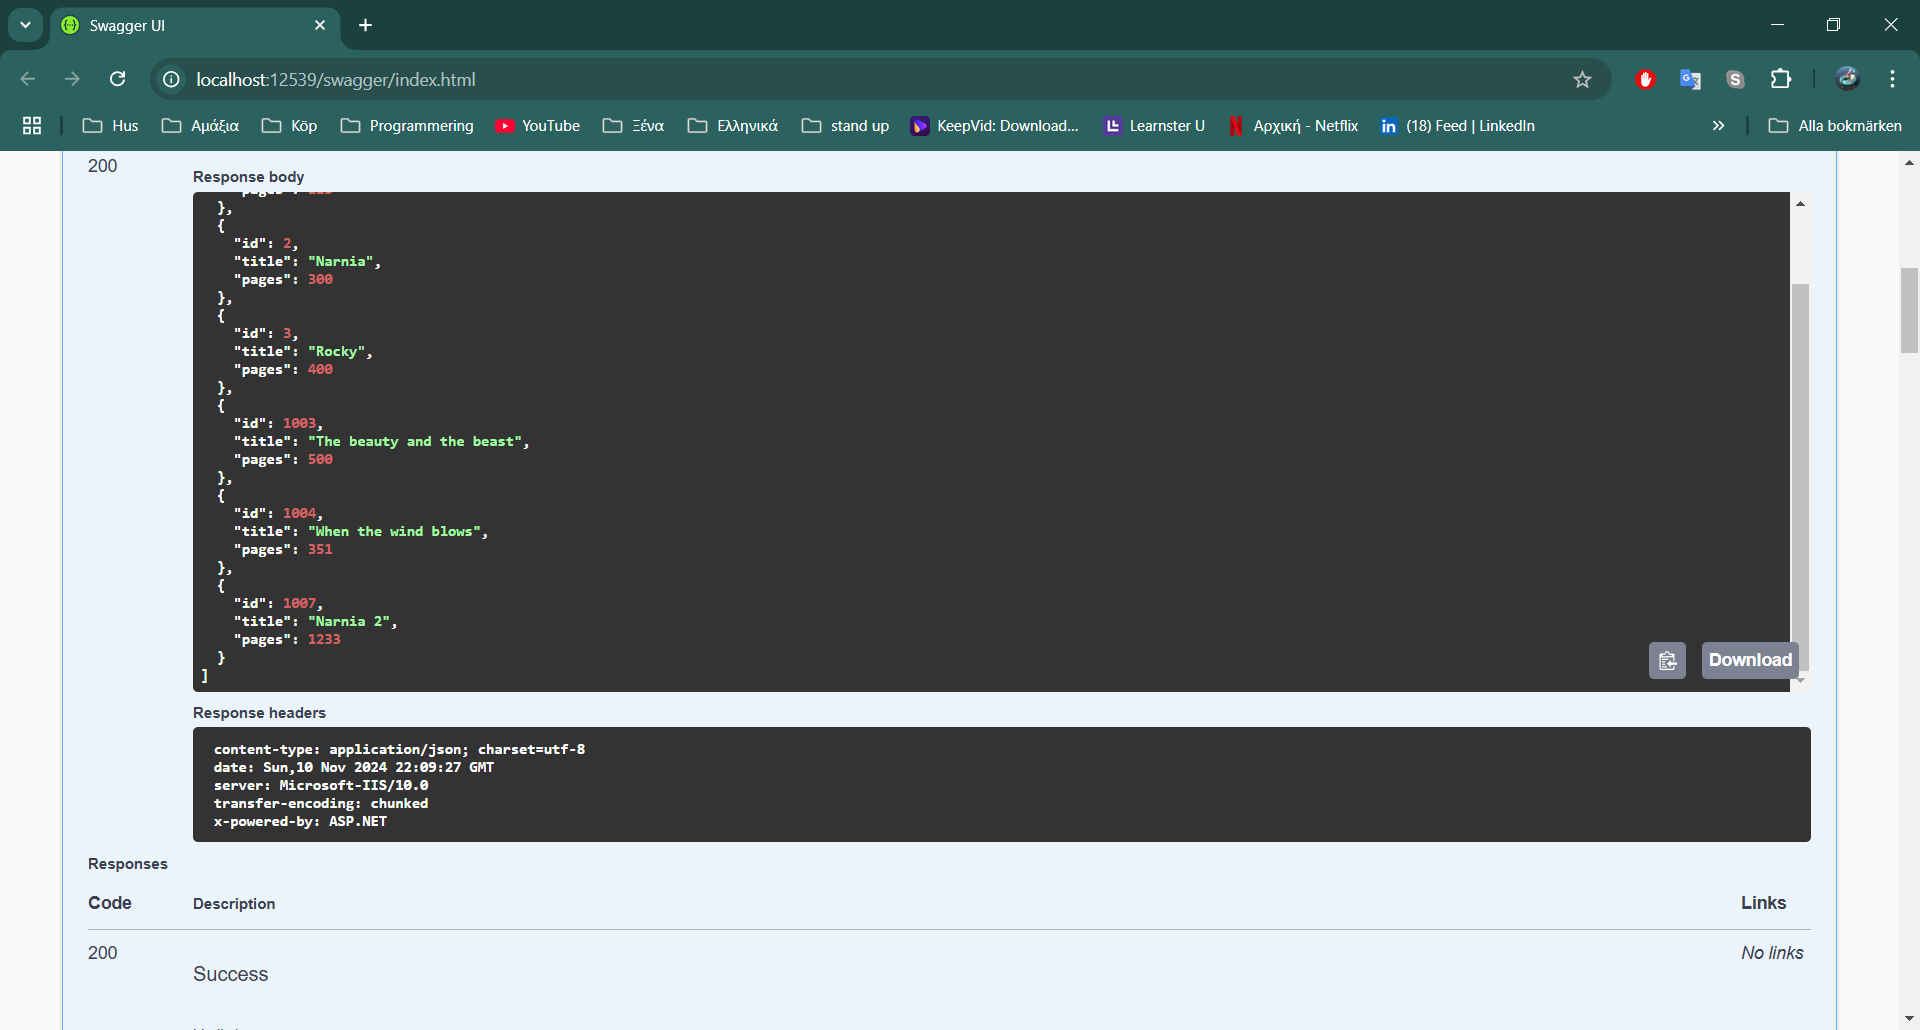 Swagger UI
localhost:12539/swagger/index.html
Hus Αμάξια Köp Programmering YouTube Ξένα Ελληνικά stand up KeepVid: Download... Learnster U Αρχική - Netflix (18) Feed | LinkedIn » Alla bokmärken
200
Response body
},
{
"id": 2,
"title": "Narnia",
"pages": 300
},
{
"id": 3,
"title": "Rocky",
"pages": 400
},
{
"id": 1003,
"title": "The beauty and the beast",
"pages": 500
},
{
"id": 1004,
"title": "When the wind blows",
"pages": 351
},
{
"id": 1007,
"title": "Narnia 2",
"pages": 1233
}
]
Download
Response headers
content-type: application/json; charset=utf-8
date: Sun,10 Nov 2024 22:09:27 GMT
server: Microsoft-IIS/10.0
transfer-encoding: chunked
x-powered-by: ASP.NET
Responses
Code Description Links
200 No links
Success